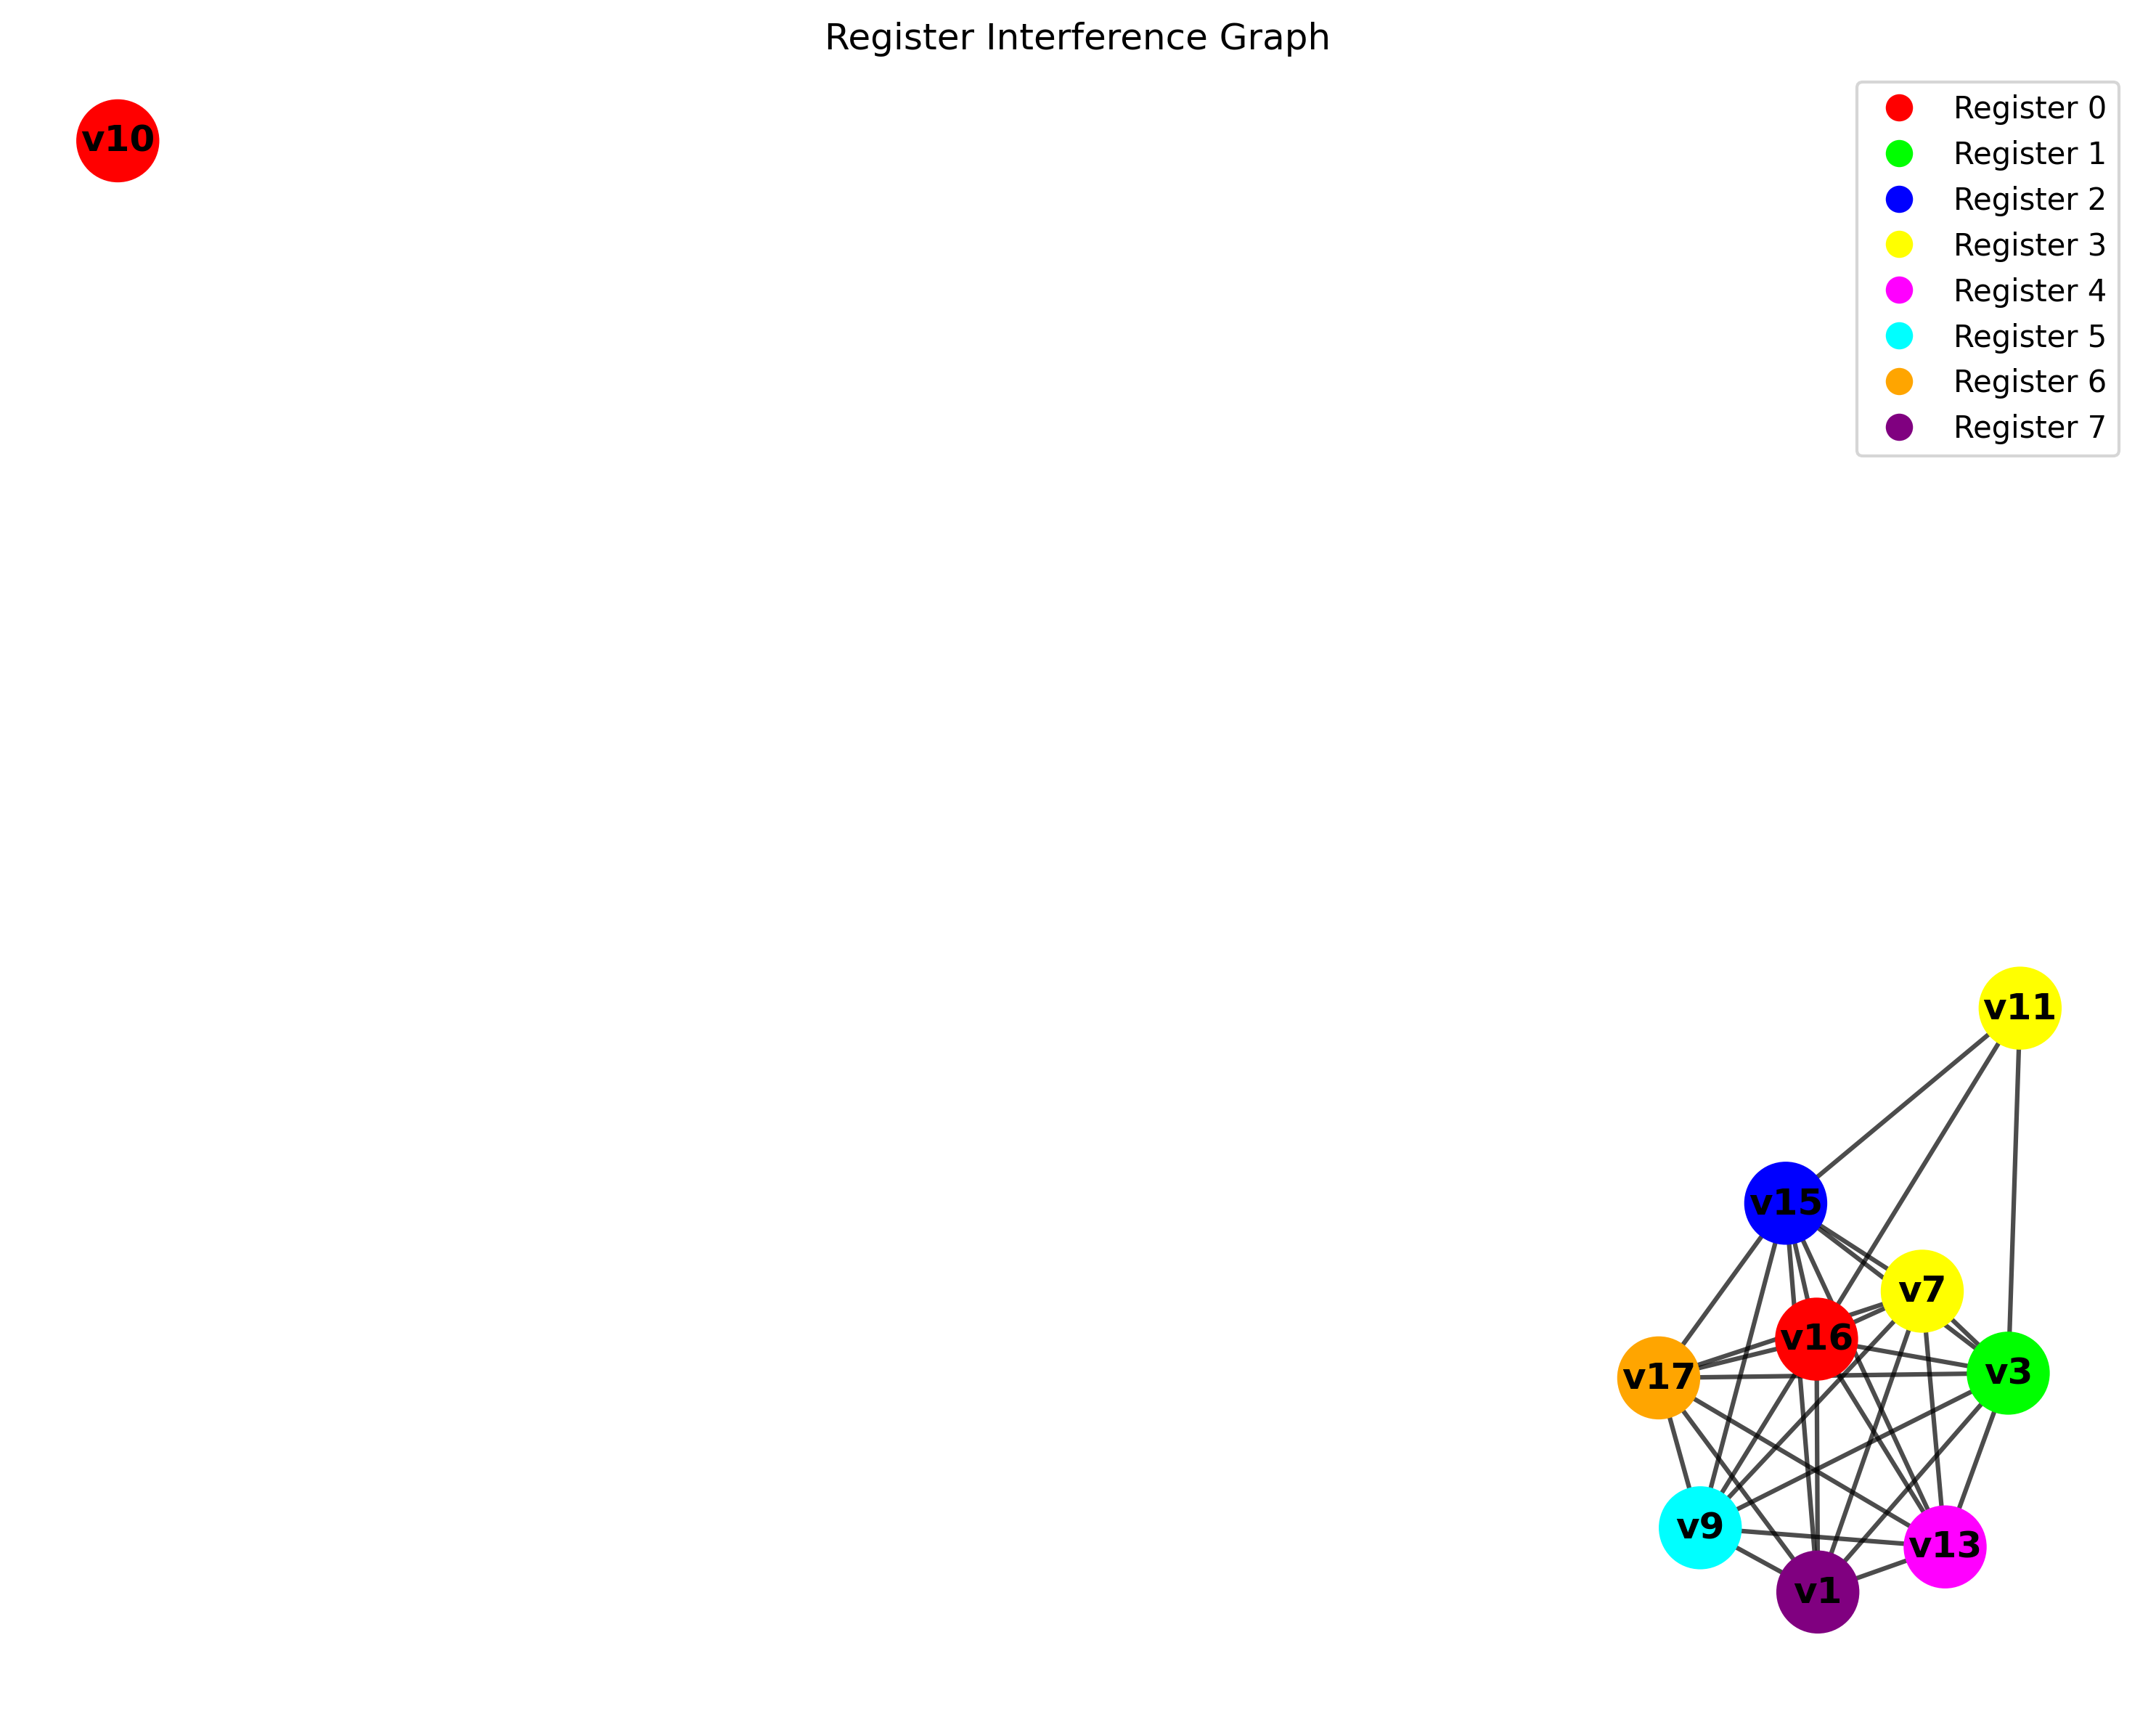 Register Interference Graph
v10
Register 0
Register 1
Register 2
Register 3
Register 4
Register 5
Register 6
Register 7
v11
v15
v7
v16
v3
v17
v9
v13
v1